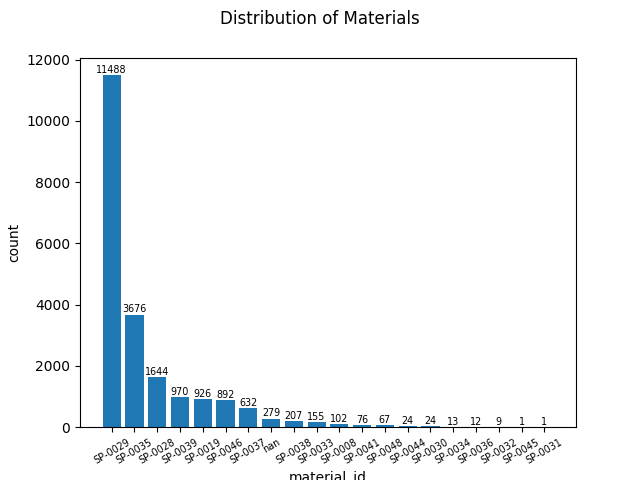 Distribution of Materials
12000
10000
8000
6000
4000
2000
0
count
11488
3676
1644
970
926
892
632
279
207
155
102
76
67
24
24
13
12
9
1
1
SP-0029
SP-0035
SP-0028
SP-0039
SP-0019
SP-0046
SP-0037
nan
SP-0038
SP-0033
SP-0008
SP-0041
SP-0048
SP-0044
SP-0030
SP-0034
SP-0036
SP-0032
SP-0045
SP-0031
material_id